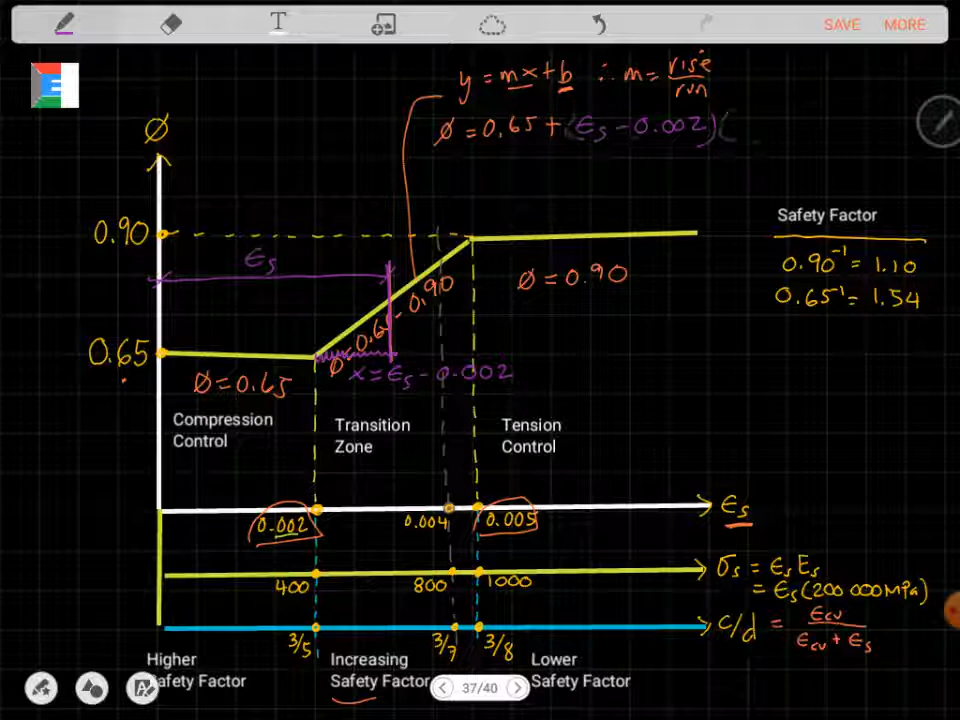 T
SAVE
MORE
E
y = mx + b ∴ m = rise/run
Ø = 0.65 + (εs - 0.002)(
Ø
0.90
εs
Ø = 0.65 - 0.90
Ø = 0.90
Safety Factor
0.90⁻¹ = 1.10
0.65⁻¹ = 1.54
0.65
Ø = 0.65
x = εs - 0.002
Compression
Control
Transition
Zone
Tension
Control
0.002
0.004
0.005
εs
400
800
1000
σs = εs Es
= εs (200 000 MPa)
3/5
3/7
3/8
c/d = εcu / (εcu + εs)
Higher
Safety Factor
Increasing
Safety Factor
Lower
Safety Factor
37/40